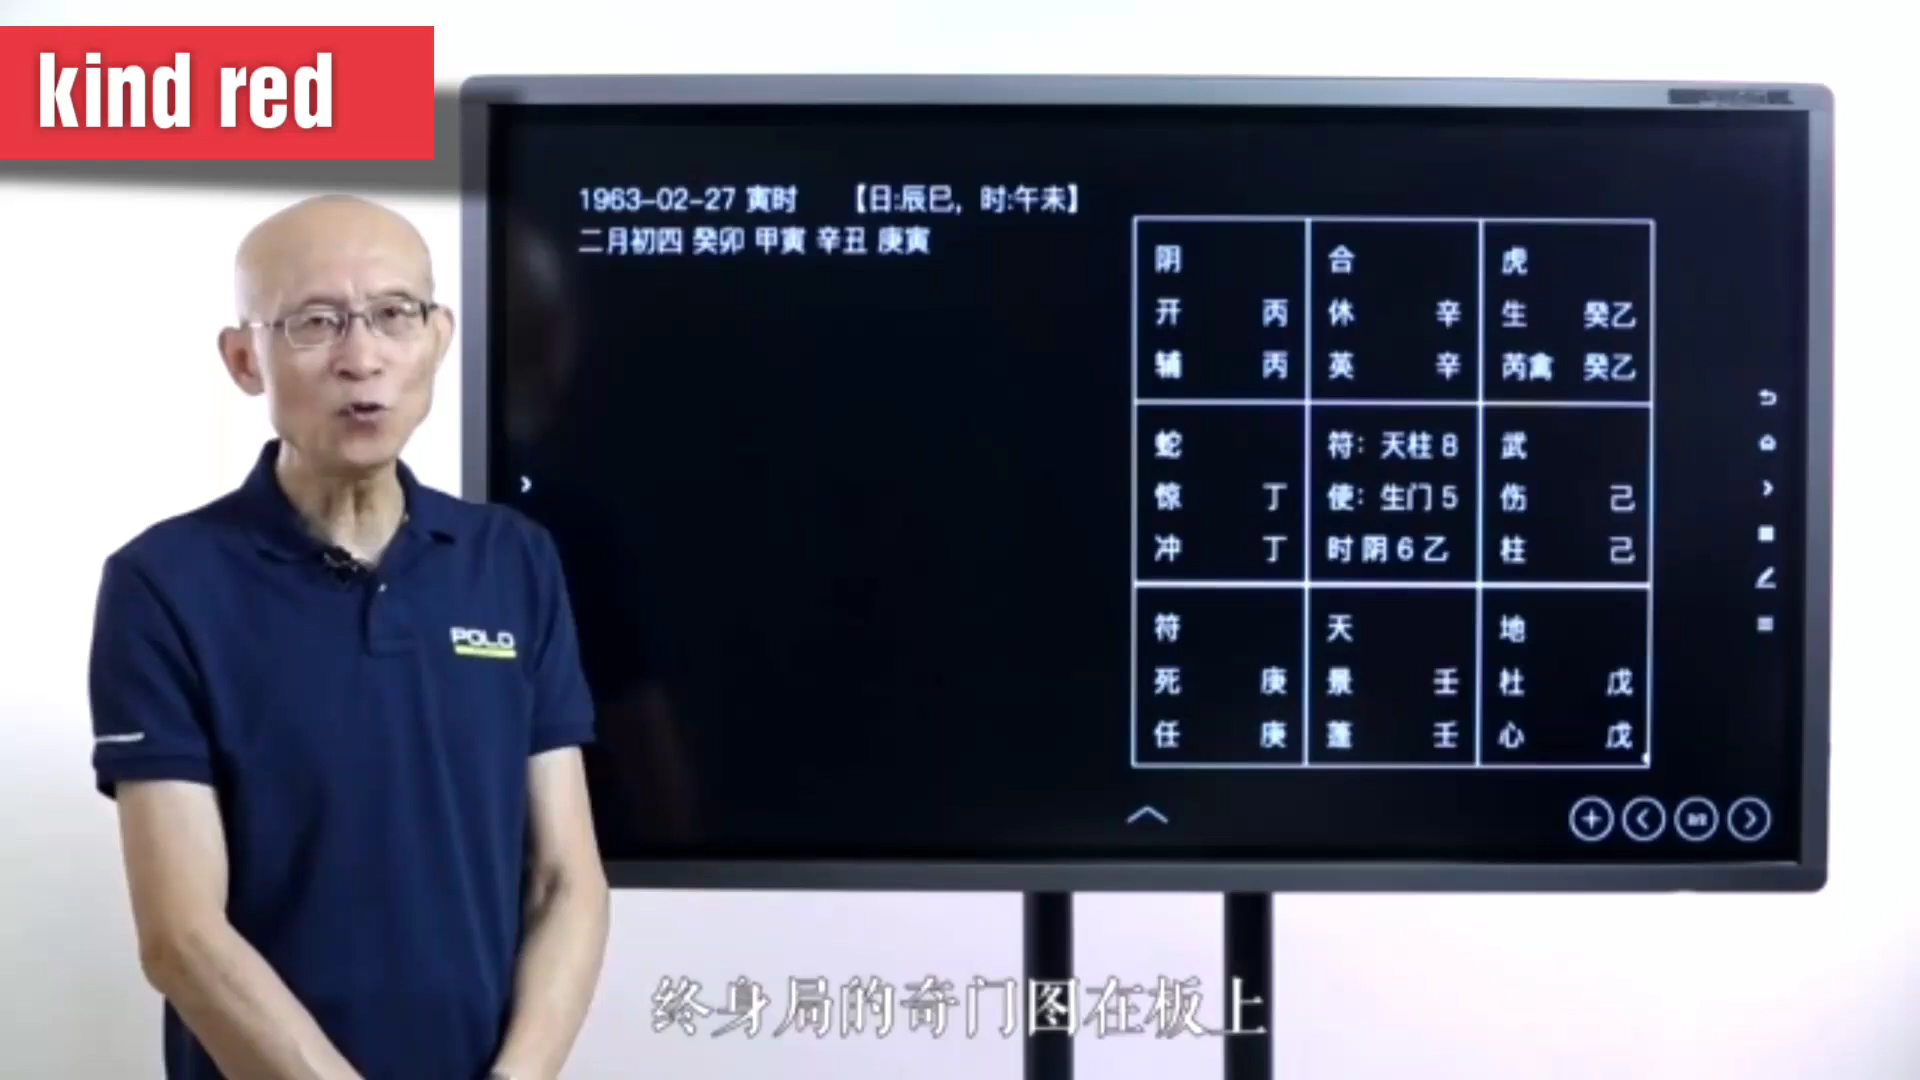 kind red
1963-02-27 寅时 【日:辰巳, 时:午未】
二月初四 癸卯 甲寅 辛丑 庚寅
阴 合 虎
开 丙 休 辛 生 癸乙
辅 丙 英 辛 芮禽 癸乙
蛇 符: 天柱 8 武
惊 丁 使: 生门 5 伤 己
冲 丁 时 阴 6 乙 柱 己
符 天 地
死 庚 景 壬 杜 戊
任 庚 蓬 壬 心 戊
POLO
终身局的奇门图在板上